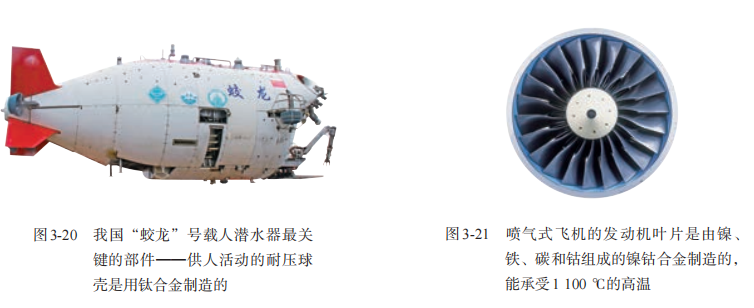 蛟龙
图3-20 我国“蛟龙”号载人潜水器最关
键的部件——供人活动的耐压球
壳是用钛合金制造的
图3-21 喷气式飞机的发动机叶片是由镍、
铁、碳和钴组成的镍钴合金制造的，
能承受1 100 ℃的高温